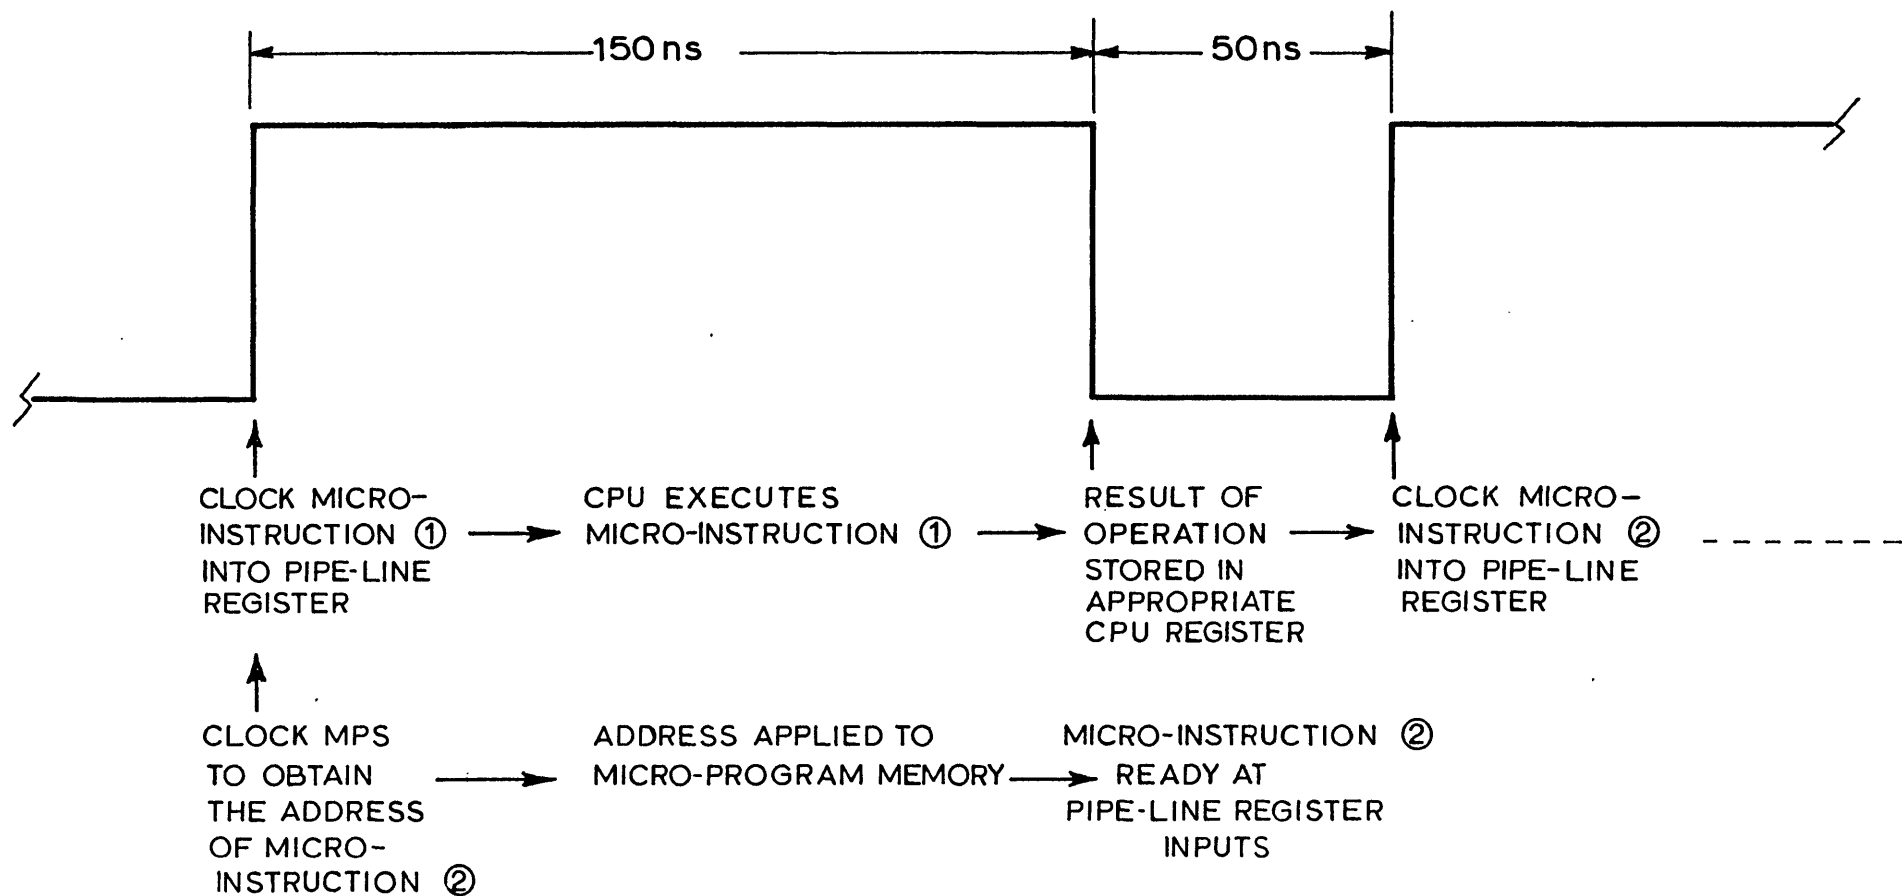 150ns
50ns
CLOCK MICRO-
INSTRUCTION ①
INTO PIPE-LINE
REGISTER
CPU EXECUTES
MICRO-INSTRUCTION ①
RESULT OF
OPERATION
STORED IN
APPROPRIATE
CPU REGISTER
CLOCK MICRO-
INSTRUCTION ②
INTO PIPE-LINE
REGISTER
CLOCK MPS
TO OBTAIN
THE ADDRESS
OF MICRO-
INSTRUCTION ②
ADDRESS APPLIED TO
MICRO-PROGRAM MEMORY
MICRO-INSTRUCTION ②
READY AT
PIPE-LINE REGISTER
INPUTS